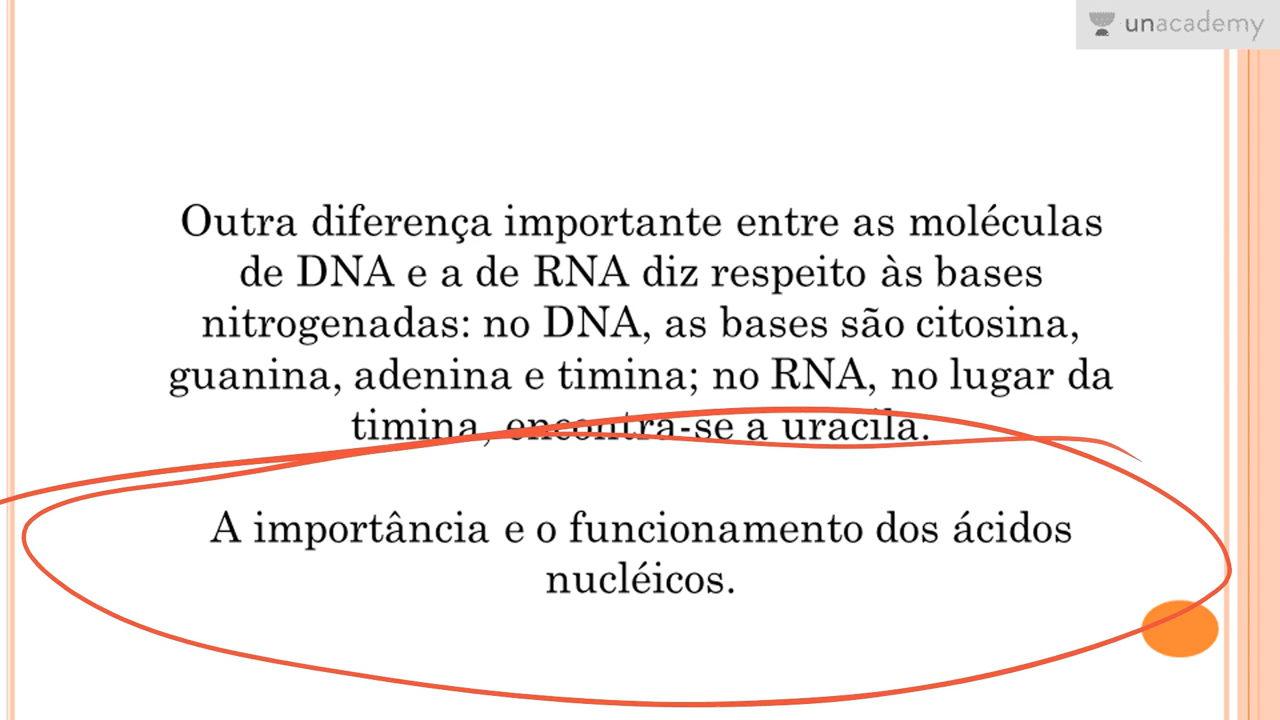 unacademy
Outra diferença importante entre as moléculas
de DNA e a de RNA diz respeito às bases
nitrogenadas: no DNA, as bases são citosina,
guanina, adenina e timina; no RNA, no lugar da
timina, encontra-se a uracila.
A importância e o funcionamento dos ácidos
nucléicos.